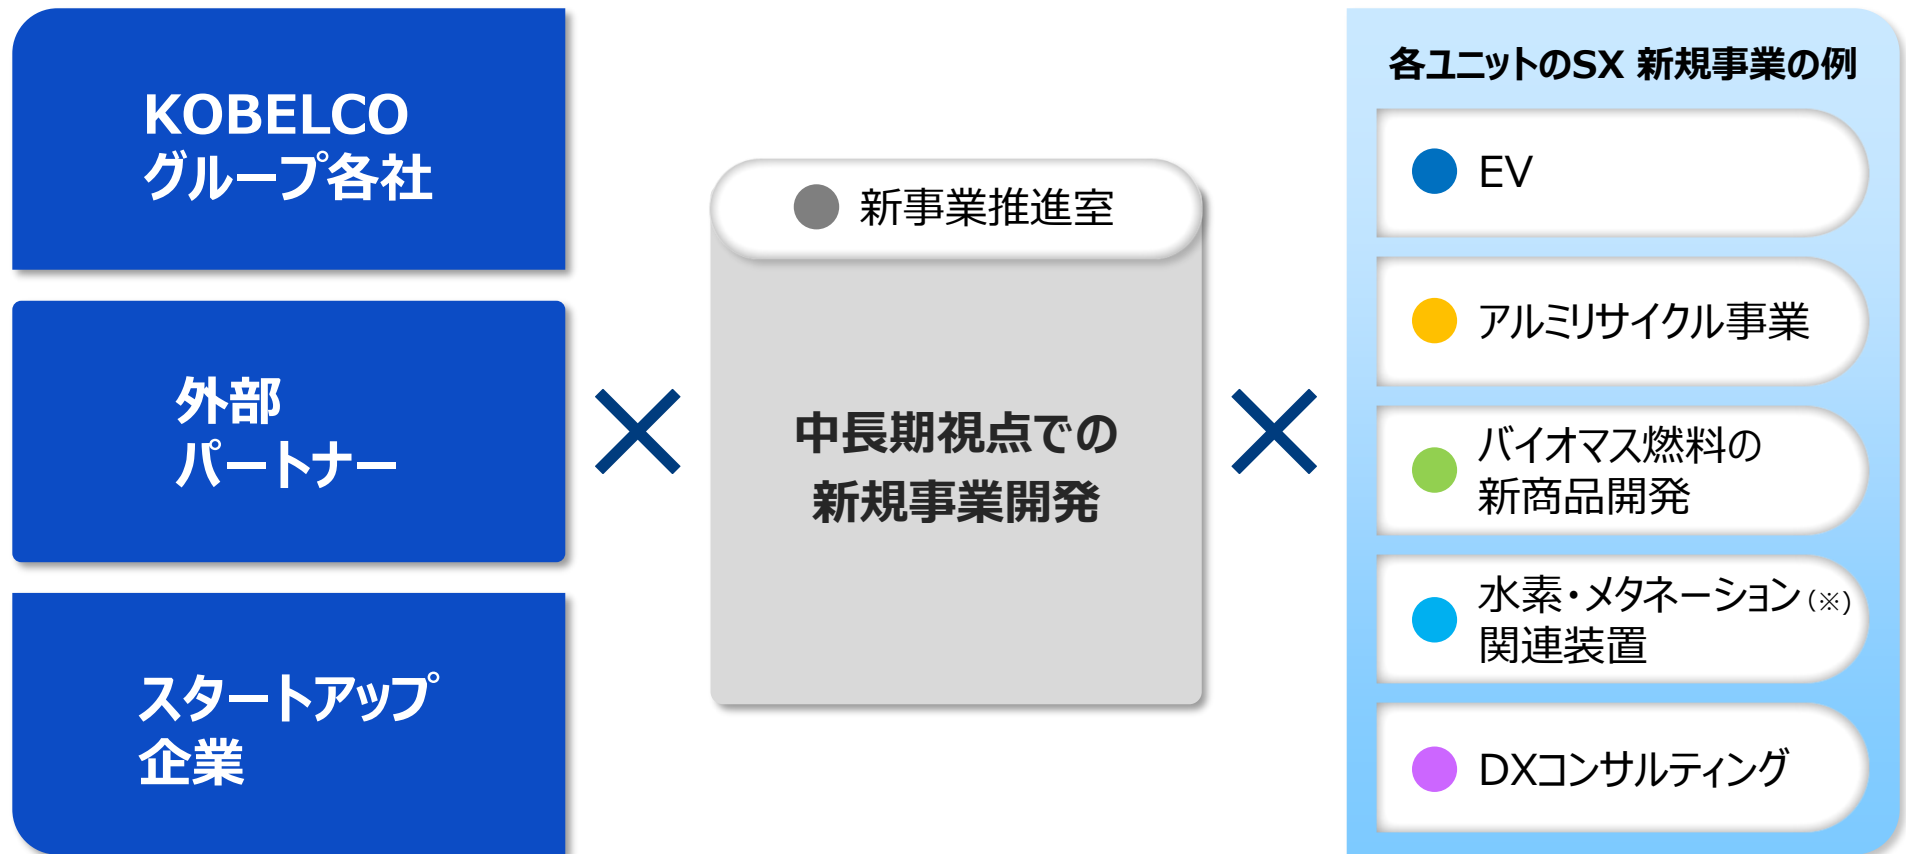 KOBELCO
グループ各社
外部
パートナー
スタートアップ
企業
×
新事業推進室
中長期視点での
新規事業開発
×
各ユニットのSX 新規事業の例
EV
アルミリサイクル事業
バイオマス燃料の
新商品開発
水素・メタネーション(※)
関連装置
DXコンサルティング